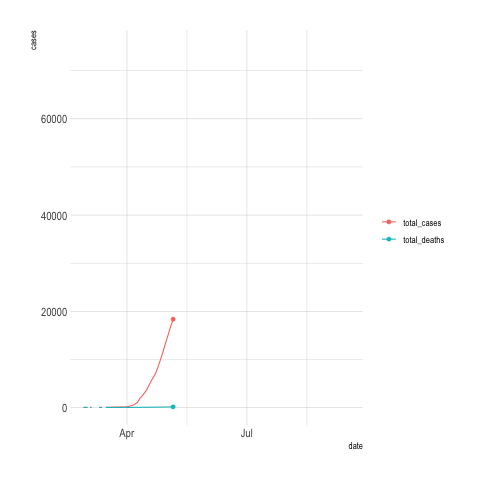 cases
60000
40000
20000
0
Apr
Jul
date
total_cases
total_deaths